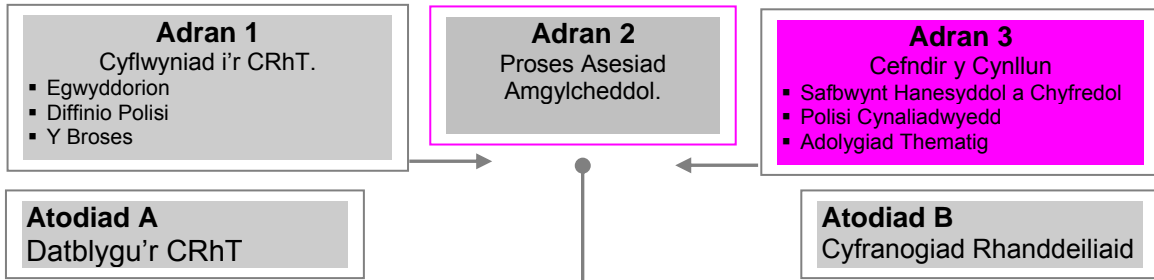 Adran 1
Cyflwyniad i'r CRhT.
▪ Egwyddorion
▪ Diffinio Polisi
▪ Y Broses
Adran 2
Proses Asesiad
Amgylcheddol.
Adran 3
Cefndir y Cynllun
▪ Safbwynt Hanesyddol a Chyfredol
▪ Polisi Cynaliadwyedd
▪ Adolygiad Thematig
Atodiad A
Datblygu'r CRhT
Atodiad B
Cyfranogiad Rhanddeiliaid